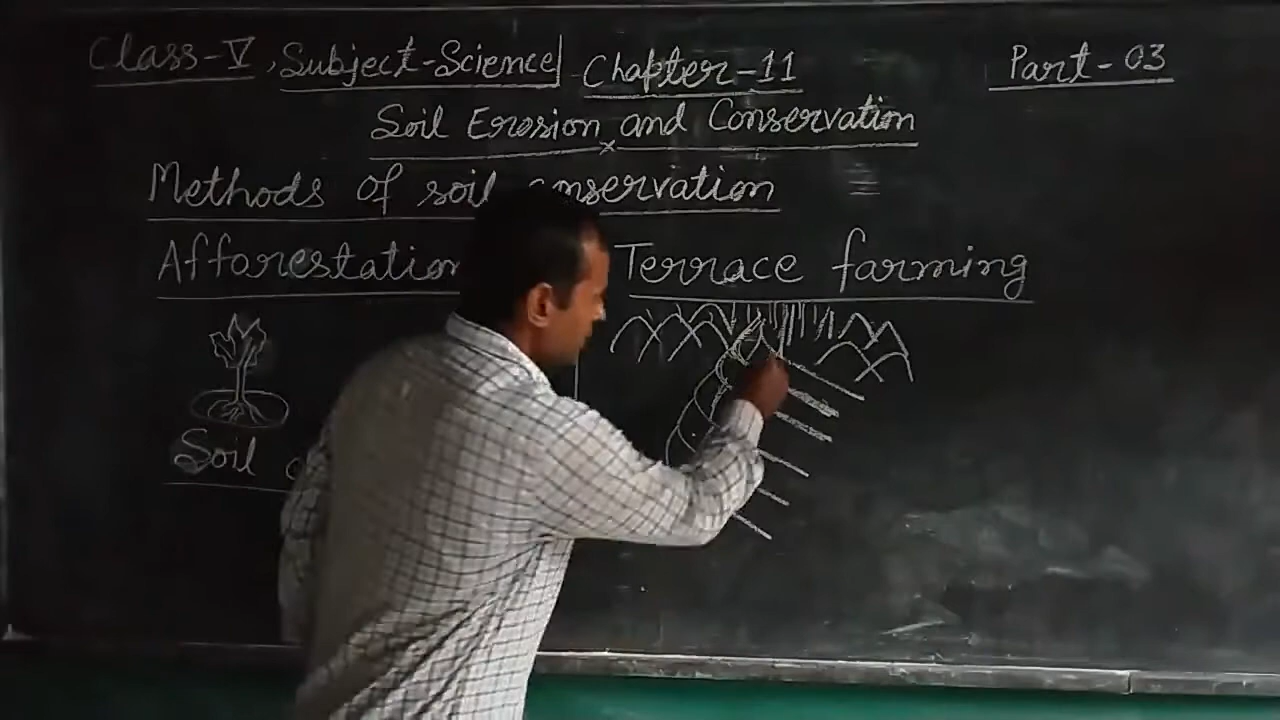 Class-V, Subject-Science Chapter-11 Part-03
Soil Erosion and Conservation
Methods of soil conservation
Afforestation Terrace farming
Soil